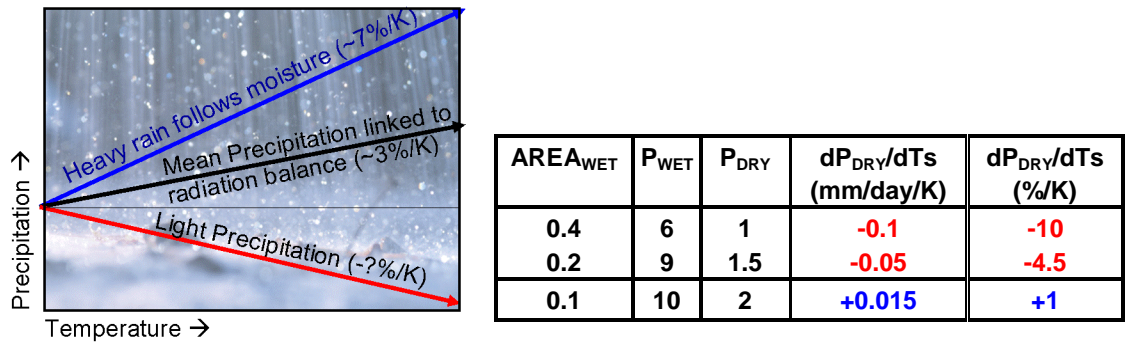 Heavy rain follows moisture (~7%/K)
Mean Precipitation linked to
radiation balance (~3%/K)
Light Precipitation (-?%/K)
Precipitation →
Temperature →
AREAWET PWET PDRY dPDRY/dTs dPDRY/dTs
(mm/day/K) (%/K)
0.4 6 1 -0.1 -10
0.2 9 1.5 -0.05 -4.5
0.1 10 2 +0.015 +1